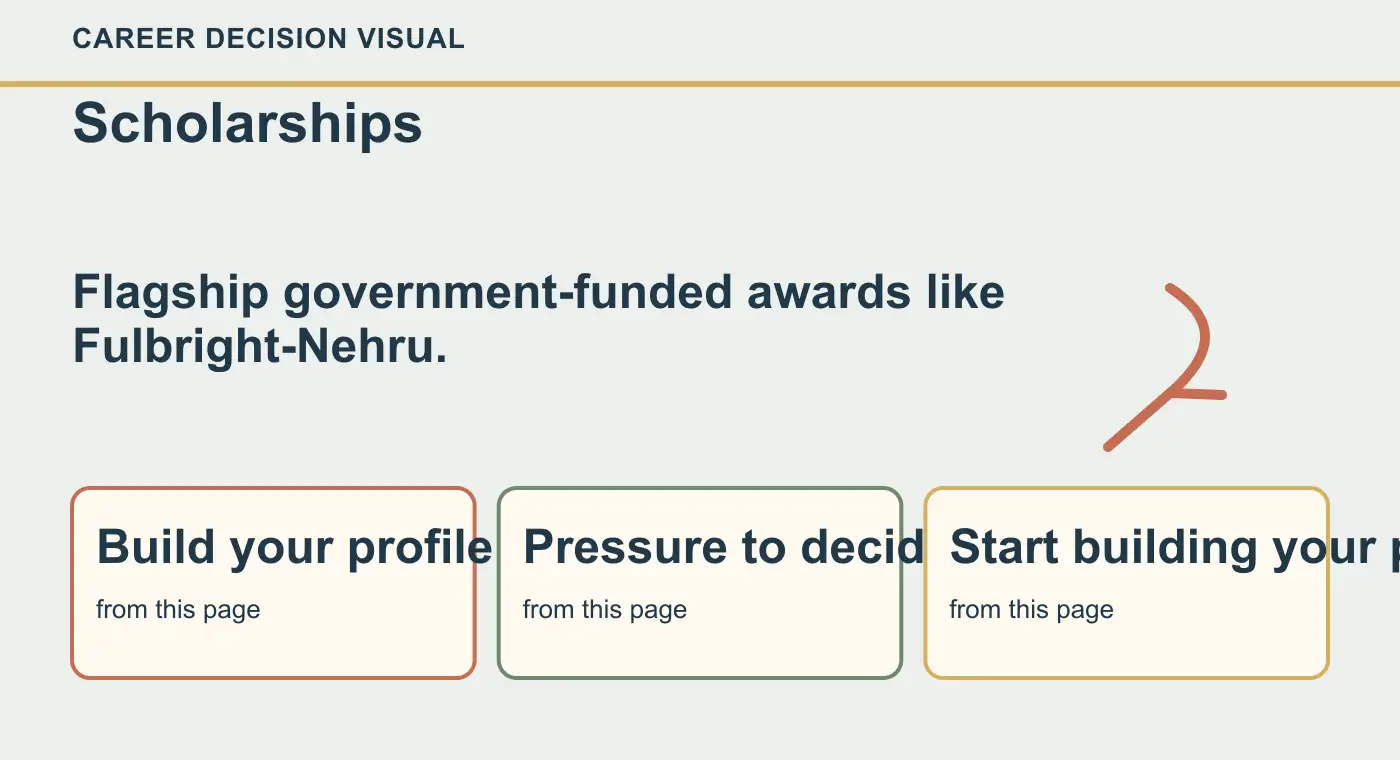 CAREER DECISION VISUAL
Scholarships
Flagship government-funded awards like
Fulbright-Nehru.
Build your profile
from this page
Pressure to decid
from this page
Start building your p
from this page